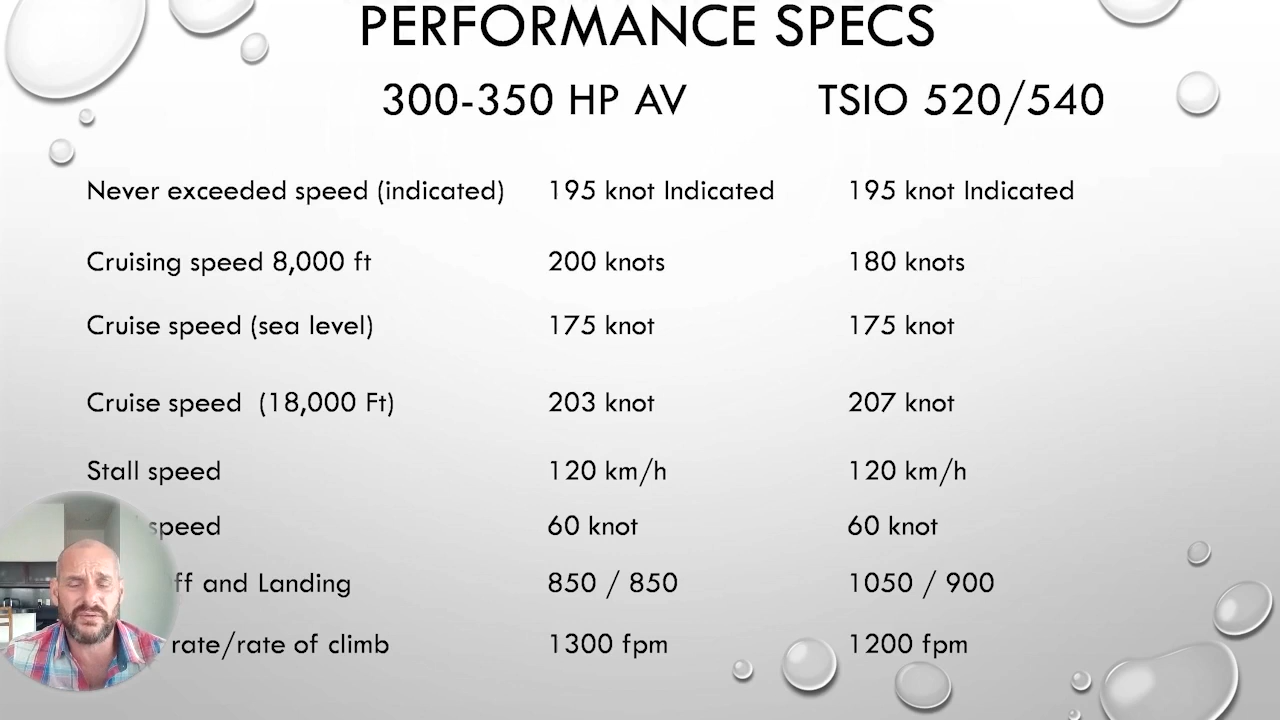 PERFORMANCE SPECS
300-350 HP AV TSIO 520/540
Never exceeded speed (indicated) 195 knot Indicated 195 knot Indicated
Cruising speed 8,000 ft 200 knots 180 knots
Cruise speed (sea level) 175 knot 175 knot
Cruise speed (18,000 Ft) 203 knot 207 knot
Stall speed 120 km/h 120 km/h
speed 60 knot 60 knot
and Landing 850 / 850 1050 / 900
rate/rate of climb 1300 fpm 1200 fpm